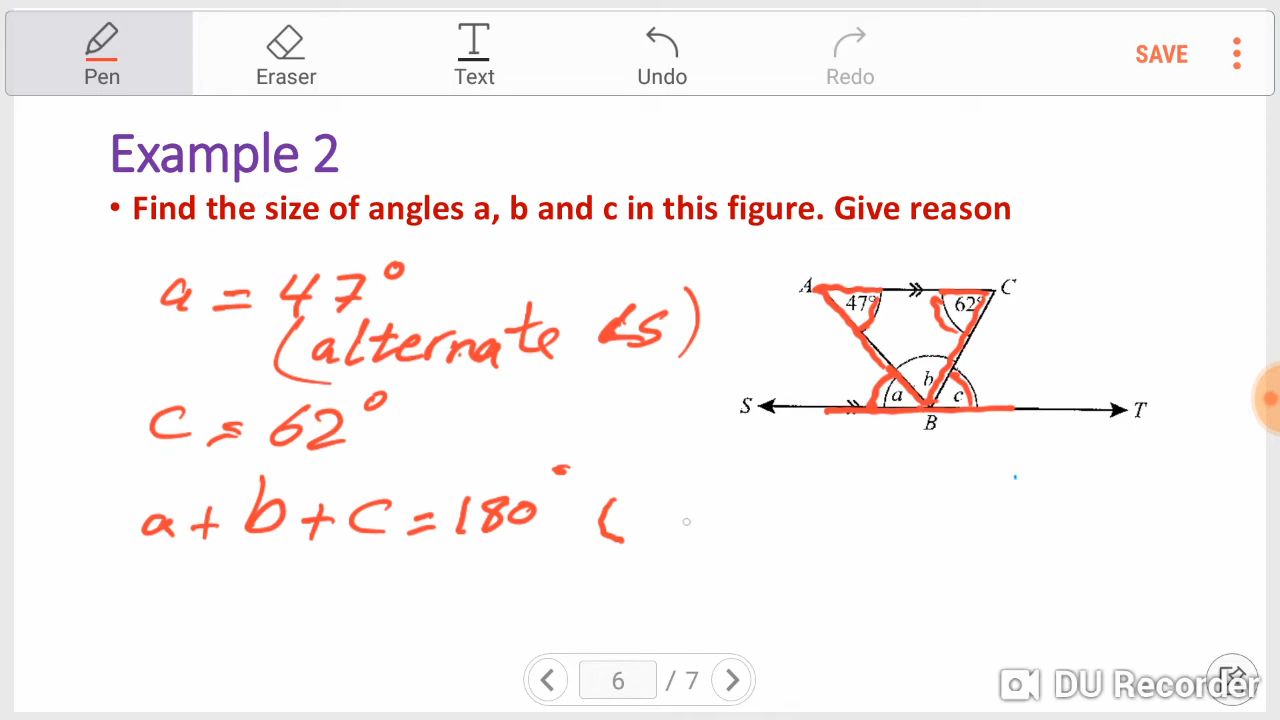 Pen
Eraser
Text
Undo
Redo
SAVE
Example 2
• Find the size of angles a, b and c in this figure. Give reason
a = 47°
(alternate ∠s)
c = 62°
a + b + c = 180° (
A
47°
62°
C
S
a
b
c
B
T
6 / 7
DU Recorder